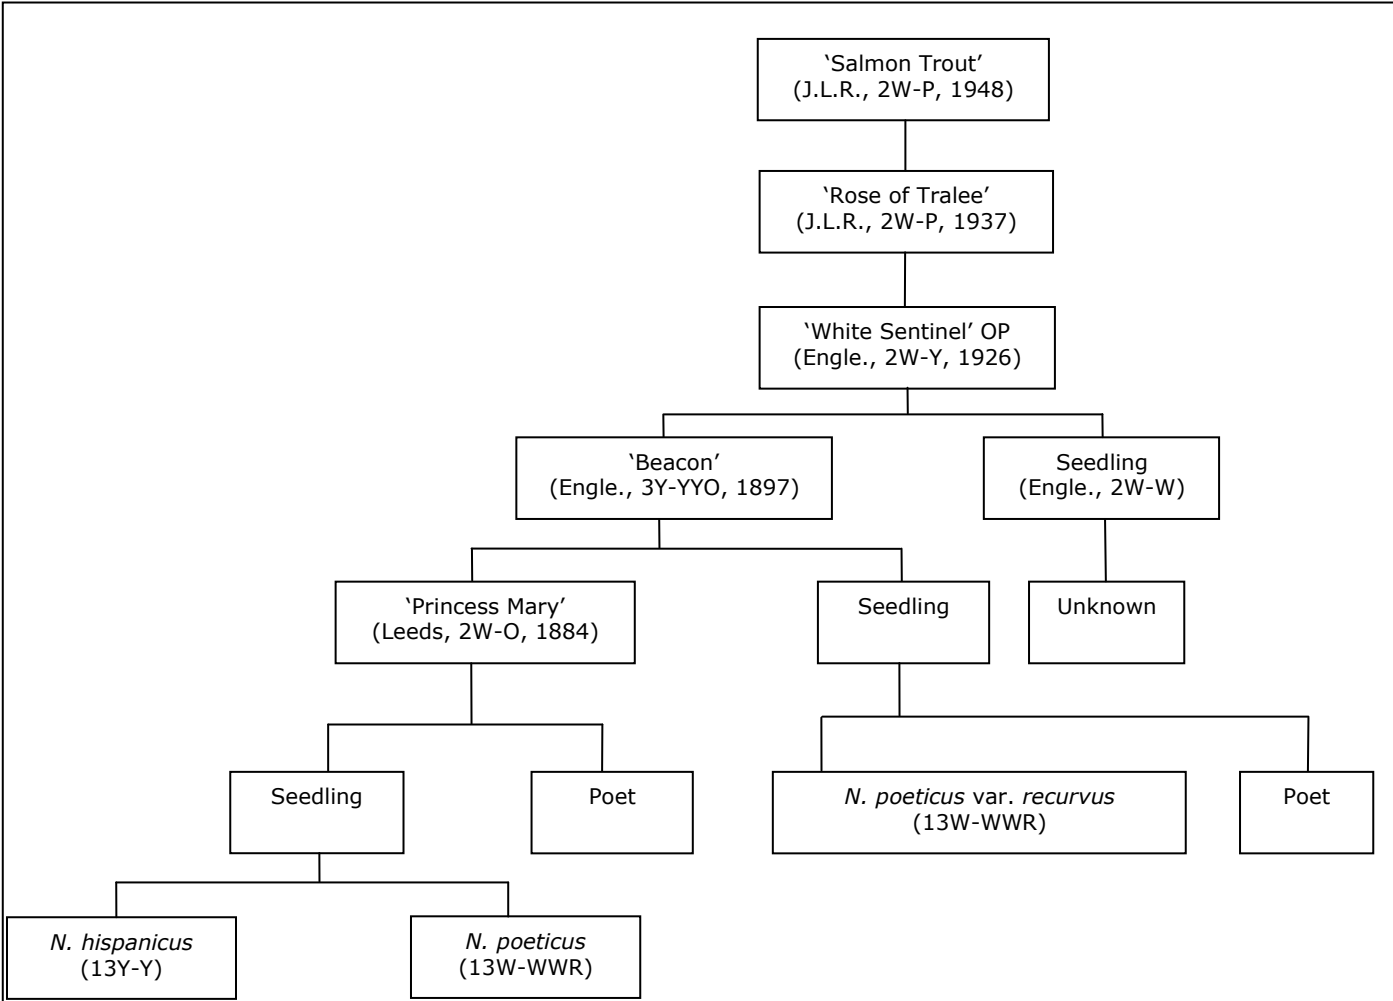 ‘Salmon Trout’
(J.L.R., 2W-P, 1948)
‘Rose of Tralee’
(J.L.R., 2W-P, 1937)
‘White Sentinel’ OP
(Engle., 2W-Y, 1926)
‘Beacon’
(Engle., 3Y-YYO, 1897)
Seedling
(Engle., 2W-W)
‘Princess Mary’
(Leeds, 2W-O, 1884)
Seedling
Unknown
Seedling
Poet
N. poeticus var. recurvus
(13W-WWR)
Poet
N. hispanicus
(13Y-Y)
N. poeticus
(13W-WWR)